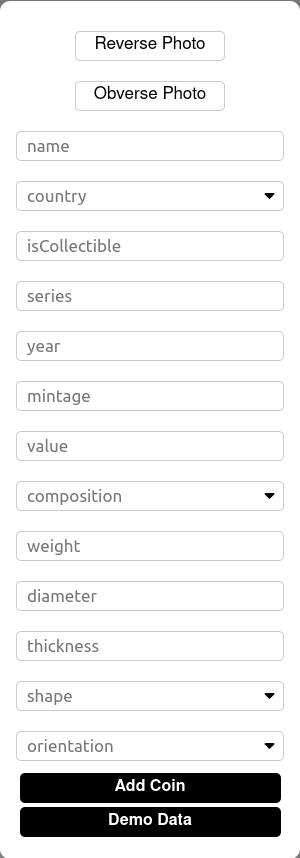 Reverse Photo
Obverse Photo
name
country
isCollectible
series
year
mintage
value
composition
weight
diameter
thickness
shape
orientation
Add Coin
Demo Data